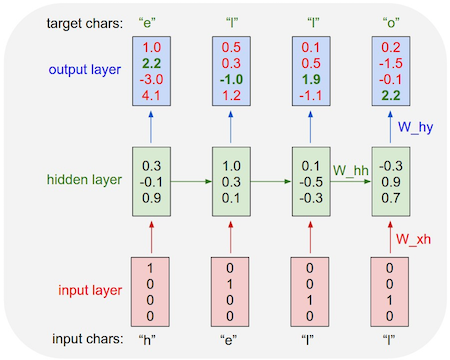 target chars: “e” “l” “l” “o”
1.0 0.5 0.1 0.2
2.2 0.3 0.5 -1.5
output layer
-3.0 -1.0 1.9 -0.1
4.1 1.2 -1.1 2.2
W_hy
0.3 1.0 0.1 -0.3
hidden layer -0.1 0.3 -0.5 W_hh 0.9
0.9 0.1 -0.3 0.7
W_xh
1 0 0 0
0 1 0 0
input layer
0 0 1 1
0 0 0 0
input chars: “h” “e” “l” “l”